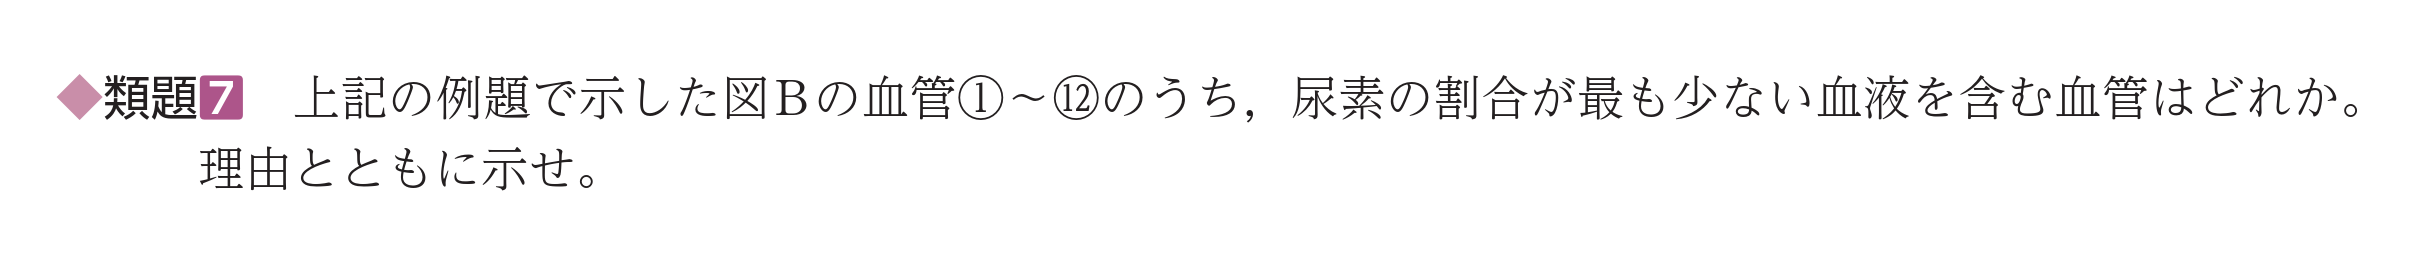 ◆類題7　上記の例題で示した図Ｂの血管①～⑫のうち，尿素の割合が最も少ない血液を含む血管はどれか。
理由とともに示せ。